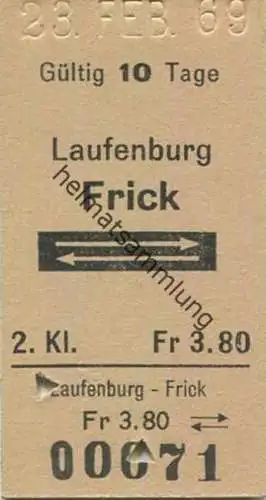 23. FEB. 69
Gültig 10 Tage
Laufenburg
Frick
2. Kl. Fr 3.80
Laufenburg - Frick
Fr 3.80
00071
heimatsammlung